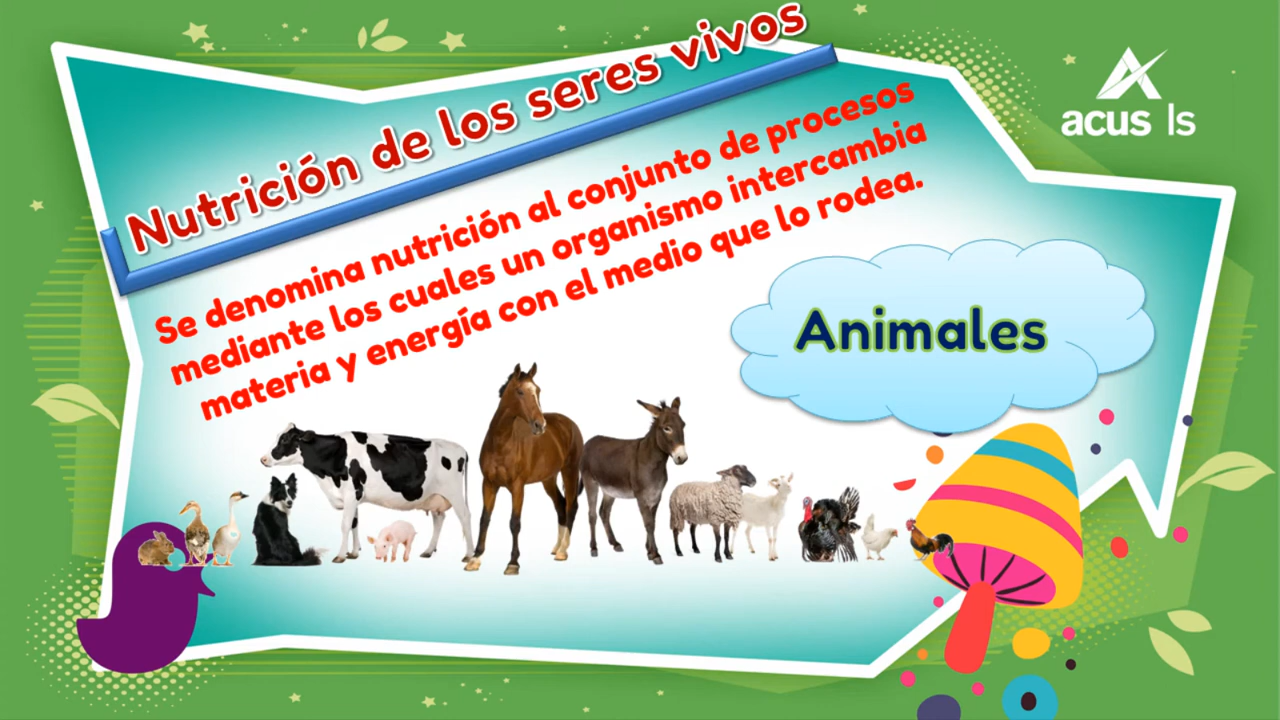 Nutrición de los seres vivos
Se denomina nutrición al conjunto de procesos
mediante los cuales un organismo intercambia
materia y energía con el medio que lo rodea.
Animales
acus ls